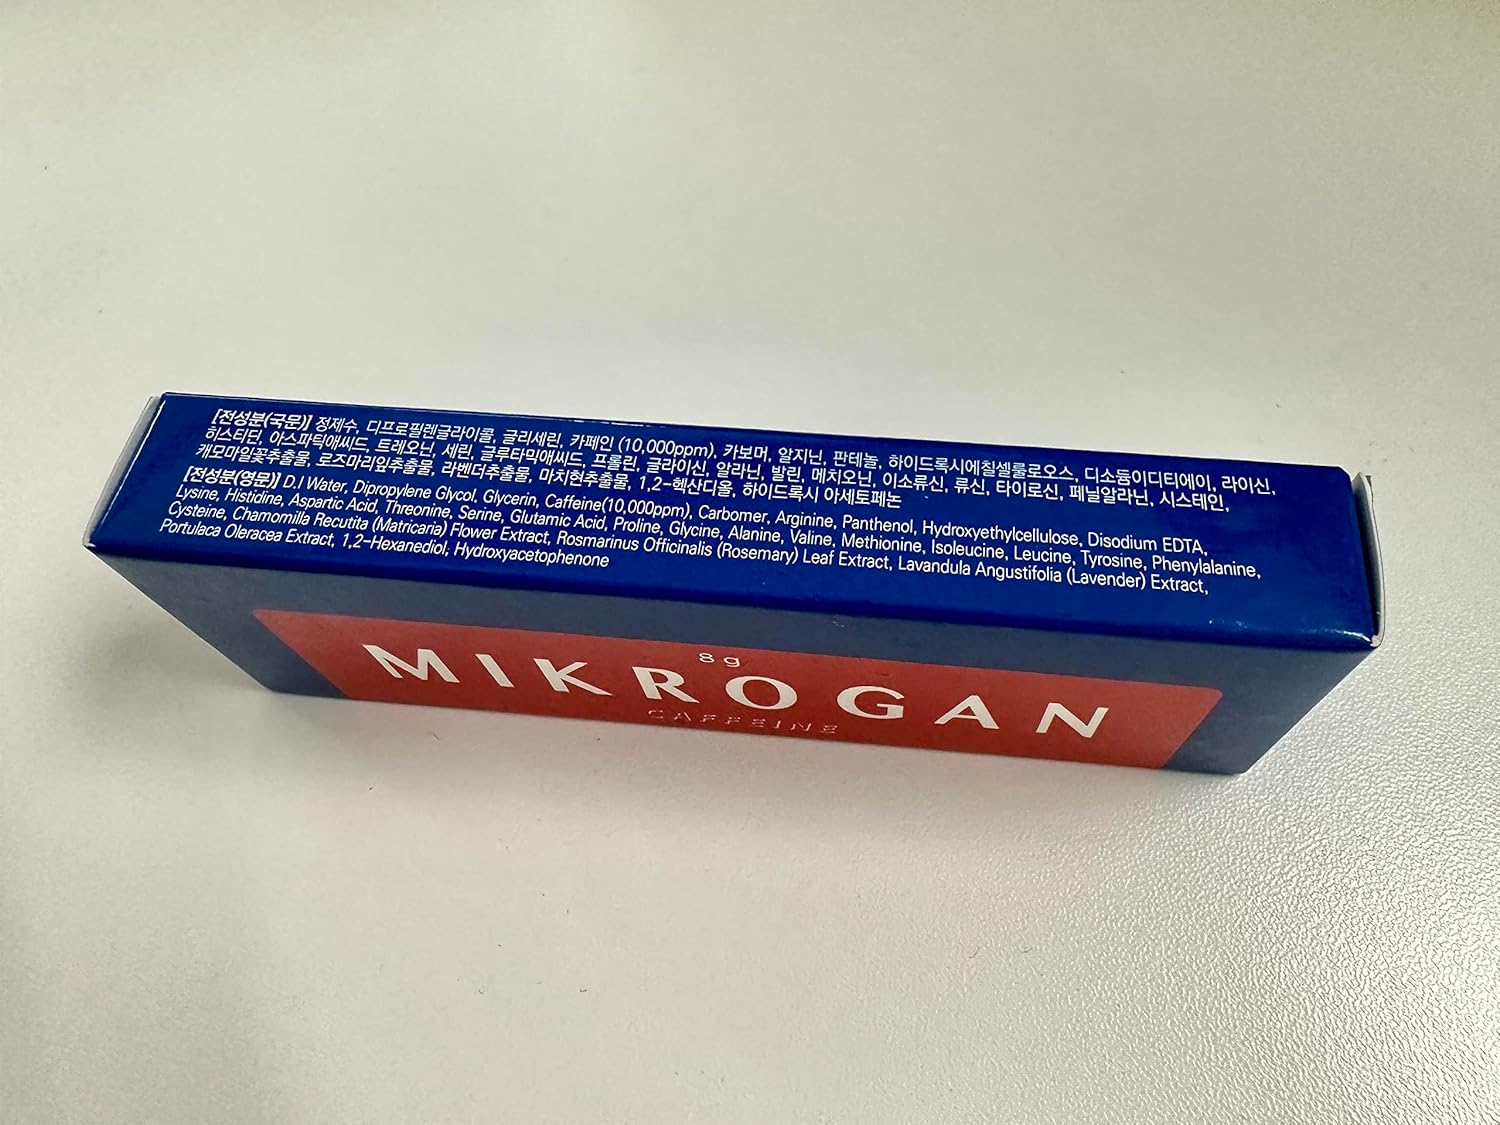 [전성분(국문)] 정제수, 디프로필렌글라이콜, 글리세린, 카페인 (10,000ppm), 카보머, 알지닌, 판테놀, 하이드록시에칠셀룰로오스, 디소듐이디티에이, 라이신,
히스티딘, 아스파틱애씨드, 트레오닌, 세린, 글루타믹애씨드, 프롤린, 글라이신, 알라닌, 발린, 메치오닌, 이소류신, 류신, 타이로신, 페닐알라닌, 시스테인,
캐모마일꽃추출물, 로즈마리잎추출물, 라벤더추출물, 마치현추출물, 1,2-헥산디올, 하이드록시 아세토페논
[전성분(영문)] D.I Water, Dipropylene Glycol, Glycerin, Caffeine(10,000ppm), Carbomer, Arginine, Panthenol, Hydroxyethylcellulose, Disodium EDTA,
Lysine, Histidine, Aspartic Acid, Threonine, Serine, Glutamic Acid, Proline, Glycine, Alanine, Valine, Methionine, Isoleucine, Leucine, Tyrosine, Phenylalanine,
Cysteine, Chamomilla Recutita (Matricaria) Flower Extract, Rosmarinus Officinalis (Rosemary) Leaf Extract, Lavandula Angustifolia (Lavender) Extract,
Portulaca Oleracea Extract, 1,2-Hexanediol, Hydroxyacetophenone
8g
MIKROGAN
CAFFEINE